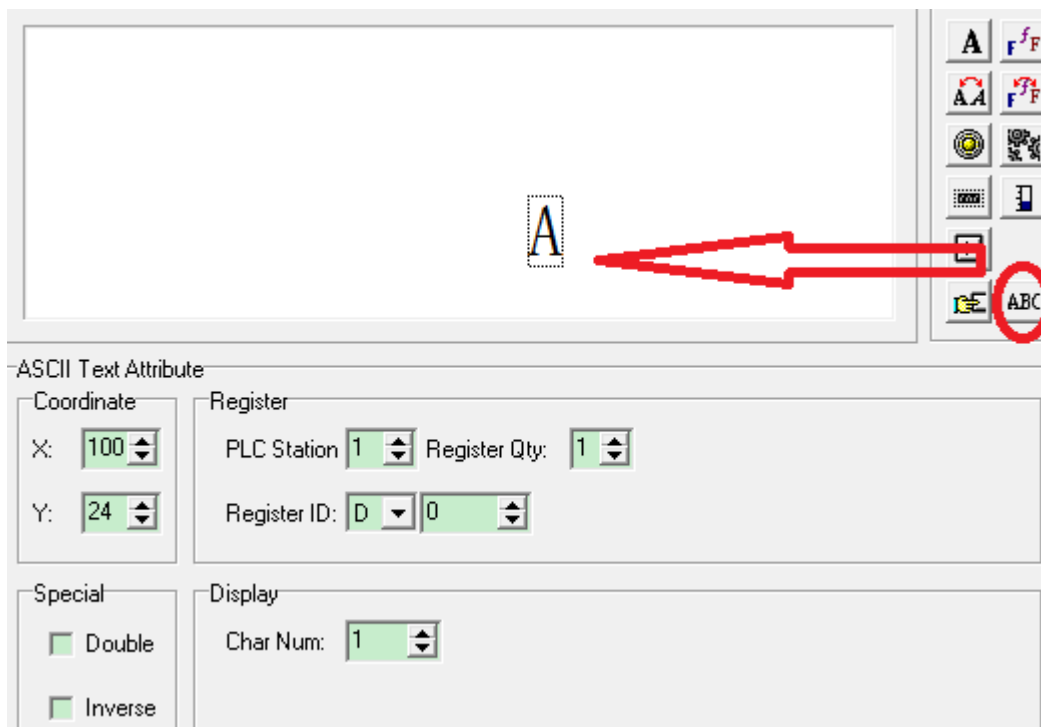 A
A
ABC
ASCII Text Attribute
Coordinate
Register
X: 100
PLC Station 1 Register Qty: 1
Y: 24
Register ID: D 0
Special
Display
Double
Char Num: 1
Inverse